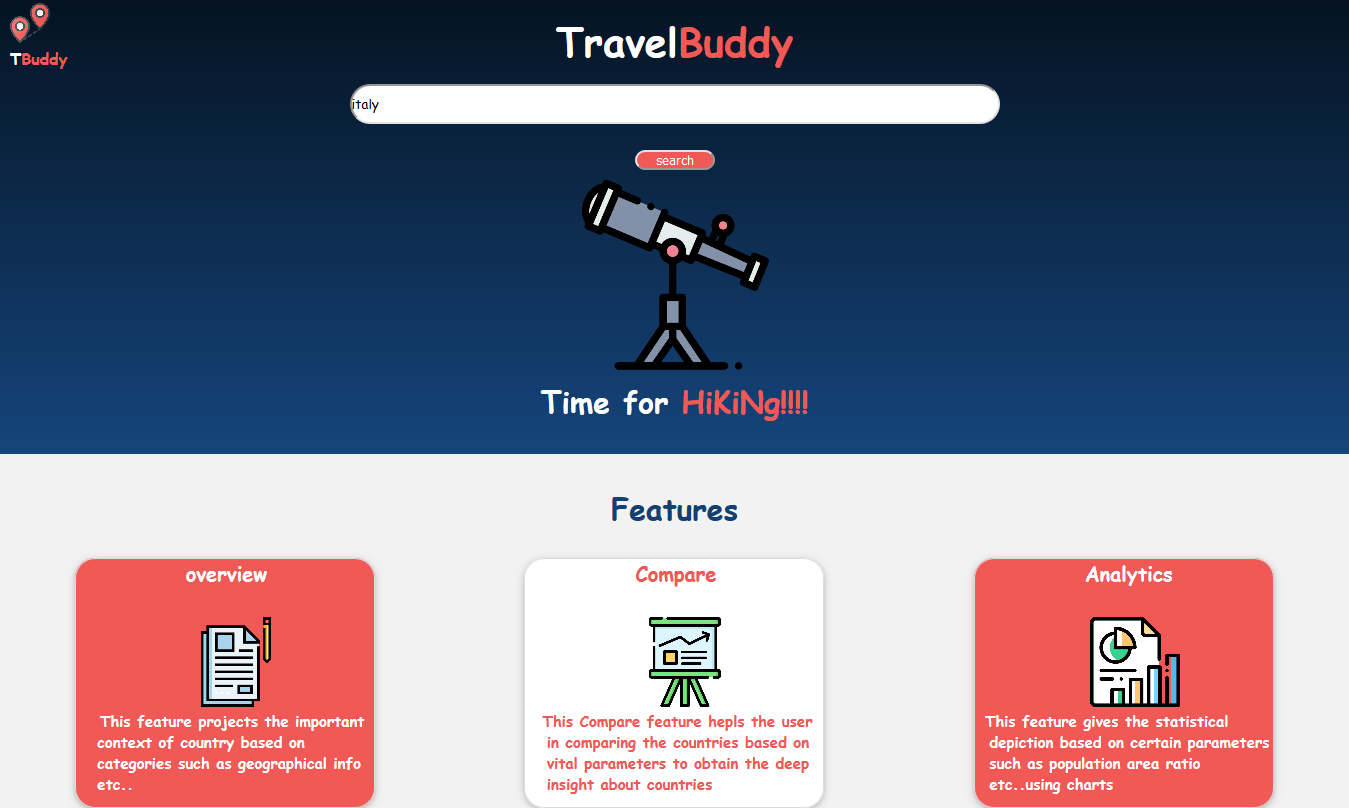 TBuddy
TravelBuddy
italy
search
Time for HiKiNg!!!!
Features
overview
This feature projects the important
context of country based on
categories such as geographical info
etc..
Compare
This Compare feature hepls the user
in comparing the countries based on
vital parameters to obtain the deep
insight about countries
Analytics
This feature gives the statistical
depiction based on certain parameters
such as population area ratio
etc..using charts